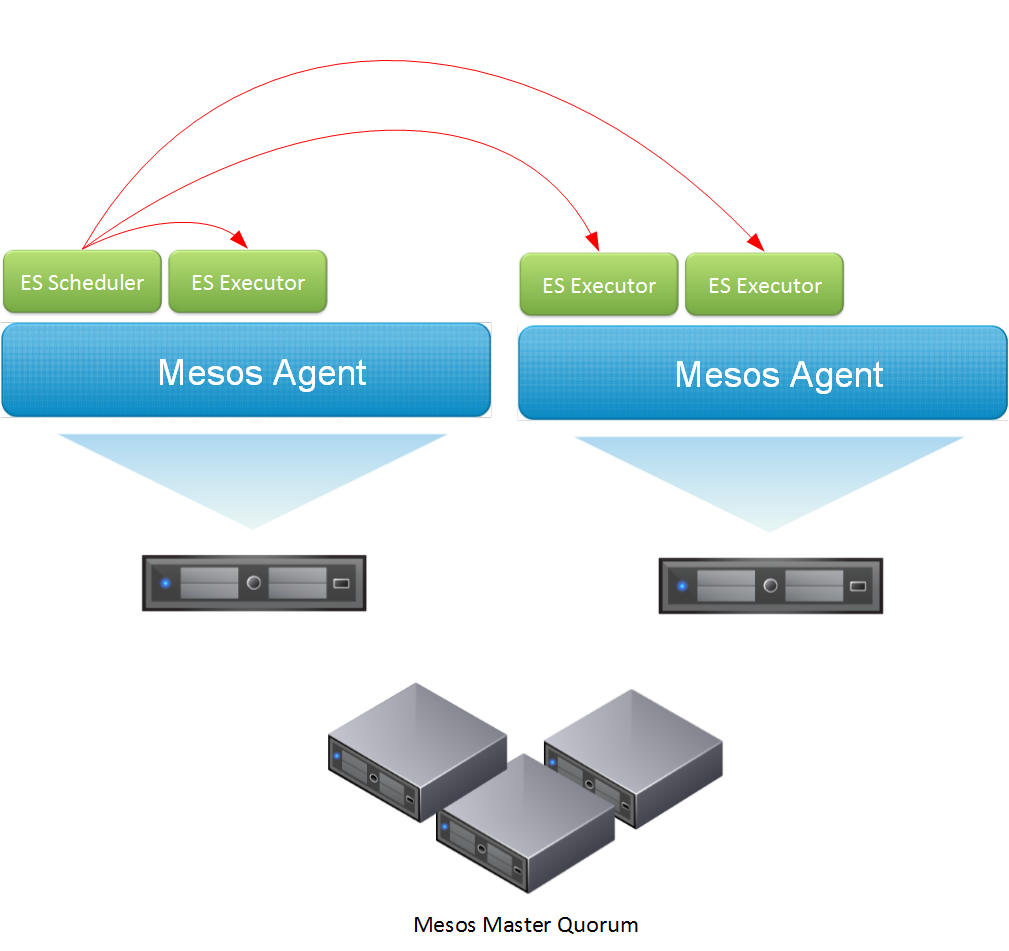 ES Scheduler
ES Executor
ES Executor
ES Executor
Mesos Agent
Mesos Agent
Mesos Master Quorum